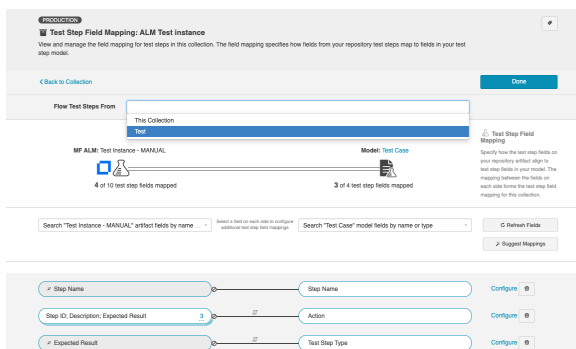 PRODUCTION
Test Step Field Mapping: ALM Test instance
View and manage the field mapping for test steps in this collection. The field mapping specifies how fields from your repository test steps map to fields in your test
step model.
Back to Collection
Done
Flow Test Steps From
This Collection
Test
Test Step Field
Mapping
Specify how the test step fields on
your repository artifact align to
test step fields in your model. The
mapping between the fields on
each side forms the test step field
mapping for this collection.
MF ALM: Test Instance - MANUAL
Model: Test Case
4 of 10 test step fields mapped
3 of 4 test step fields mapped
Search "Test Instance - MANUAL" artifact fields by name ...
Select a field on each side to configure
additional test step field mappings
Search "Test Case" model fields by name or type
Refresh Fields
Suggest Mappings
Step Name
Step Name
Configure
Step ID; Description; Expected Result 3
Action
Configure
Expected Result
Test Step Type
Configure